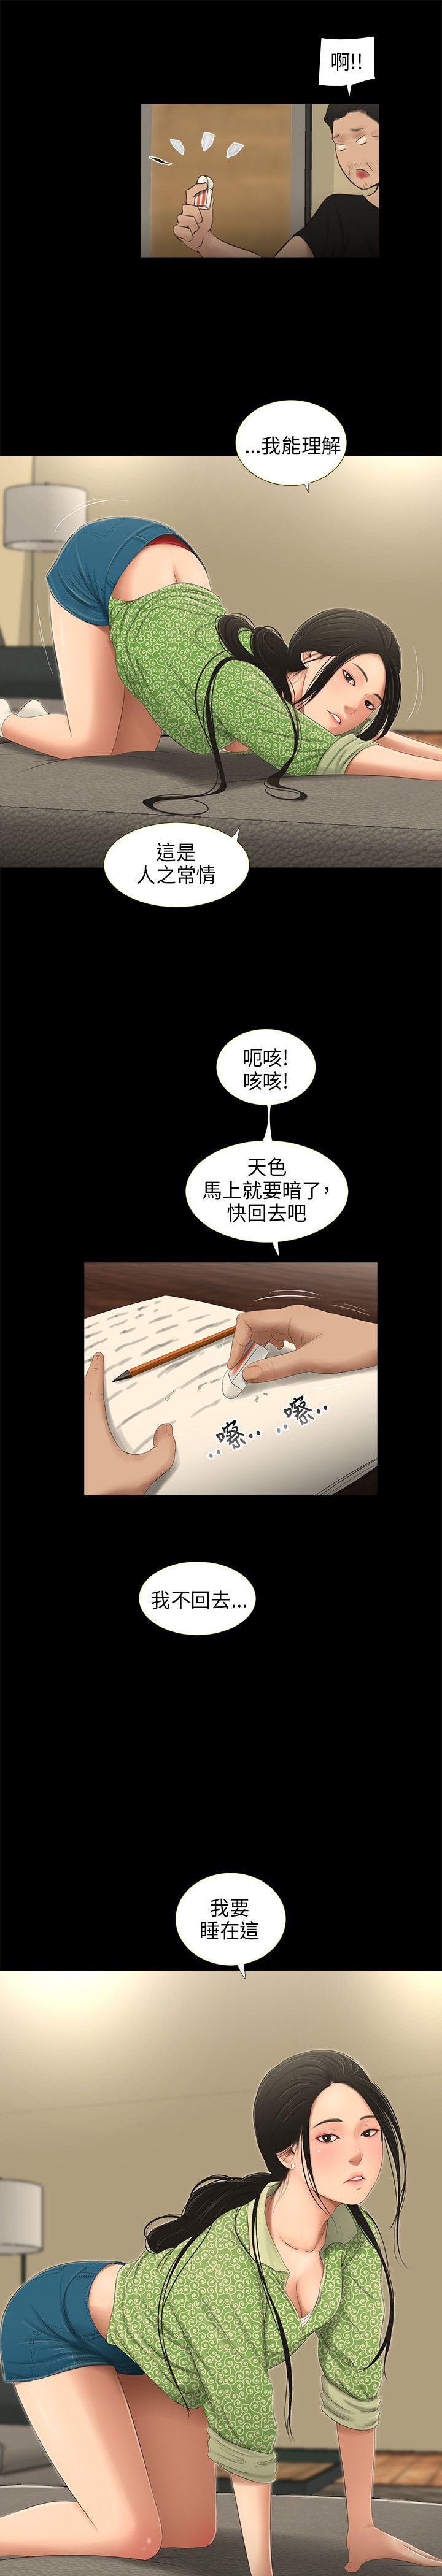 啊!!
...我能理解
這是
人之常情
呃咳!
咳咳!
天色
馬上就要暗了,
快回去吧
..嚓..
..嚓..
我不回去...
我要
睡在這